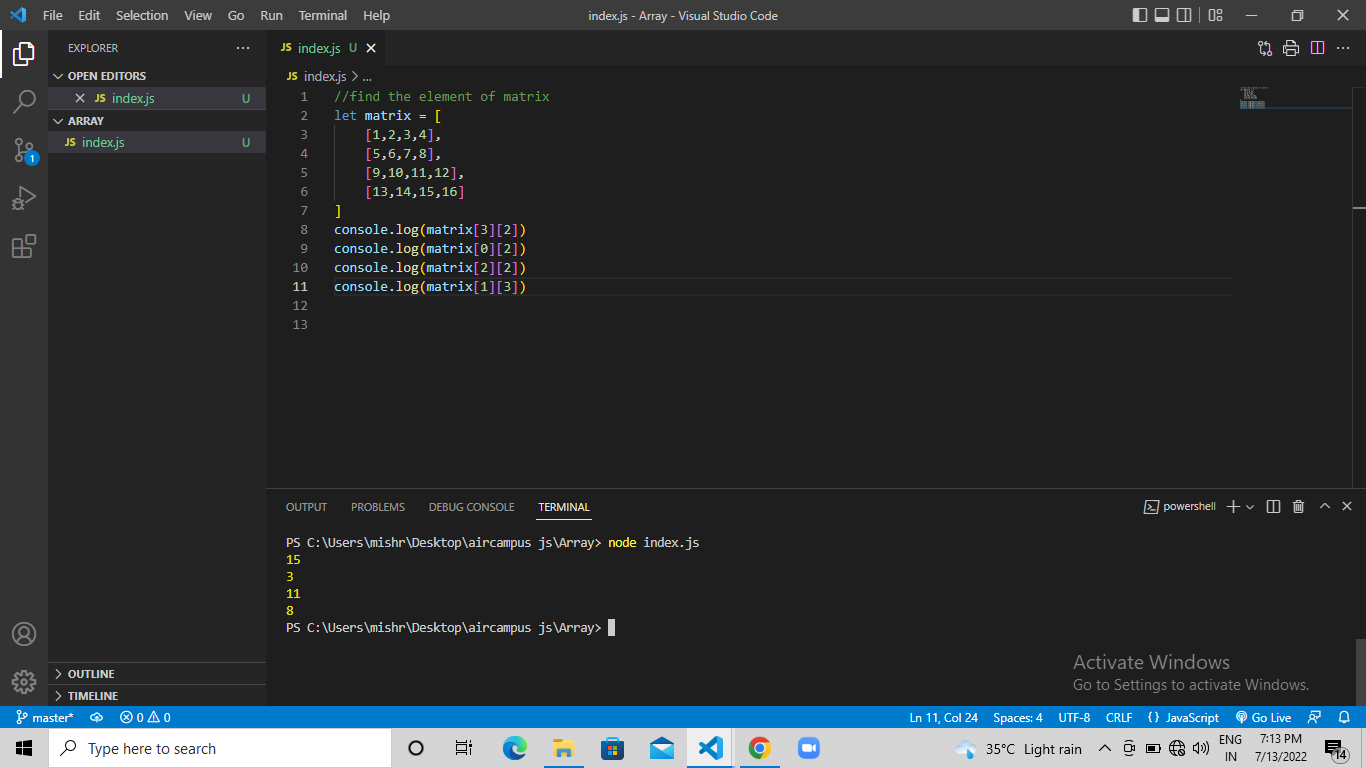 File Edit Selection View Go Run Terminal Help
index.js - Array - Visual Studio Code
EXPLORER
OPEN EDITORS
JS index.js U
ARRAY
JS index.js U
OUTLINE
TIMELINE
1
JS index.js U
JS index.js > ...
1 //find the element of matrix
2 let matrix = [
3 [1,2,3,4],
4 [5,6,7,8],
5 [9,10,11,12],
6 [13,14,15,16]
7 ]
8 console.log(matrix[3][2])
9 console.log(matrix[0][2])
10 console.log(matrix[2][2])
11 console.log(matrix[1][3])
12
13
OUTPUT PROBLEMS DEBUG CONSOLE TERMINAL
powershell
PS C:\Users\mishr\Desktop\aircampus js\Array> node index.js
15
3
11
8
PS C:\Users\mishr\Desktop\aircampus js\Array>
Activate Windows
Go to Settings to activate Windows.
master* 0 0 Ln 11, Col 24 Spaces: 4 UTF-8 CRLF {} JavaScript Go Live
Type here to search
35°C Light rain
ENG
IN
7:13 PM
7/13/2022
14